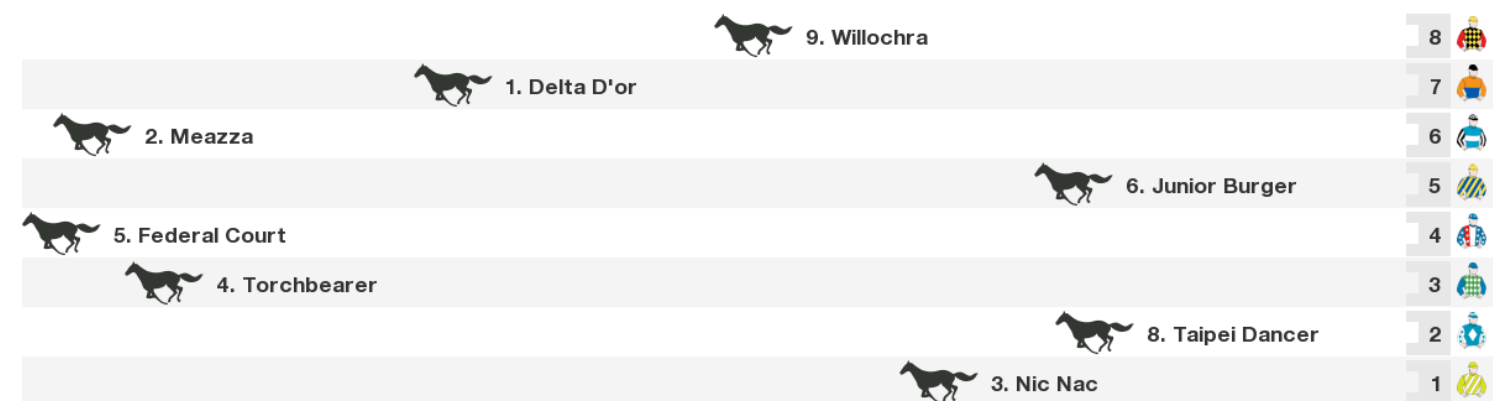 9. Willochra 8
1. Delta D'or 7
2. Meazza 6
6. Junior Burger 5
5. Federal Court 4
4. Torchbearer 3
8. Taipei Dancer 2
3. Nic Nac 1